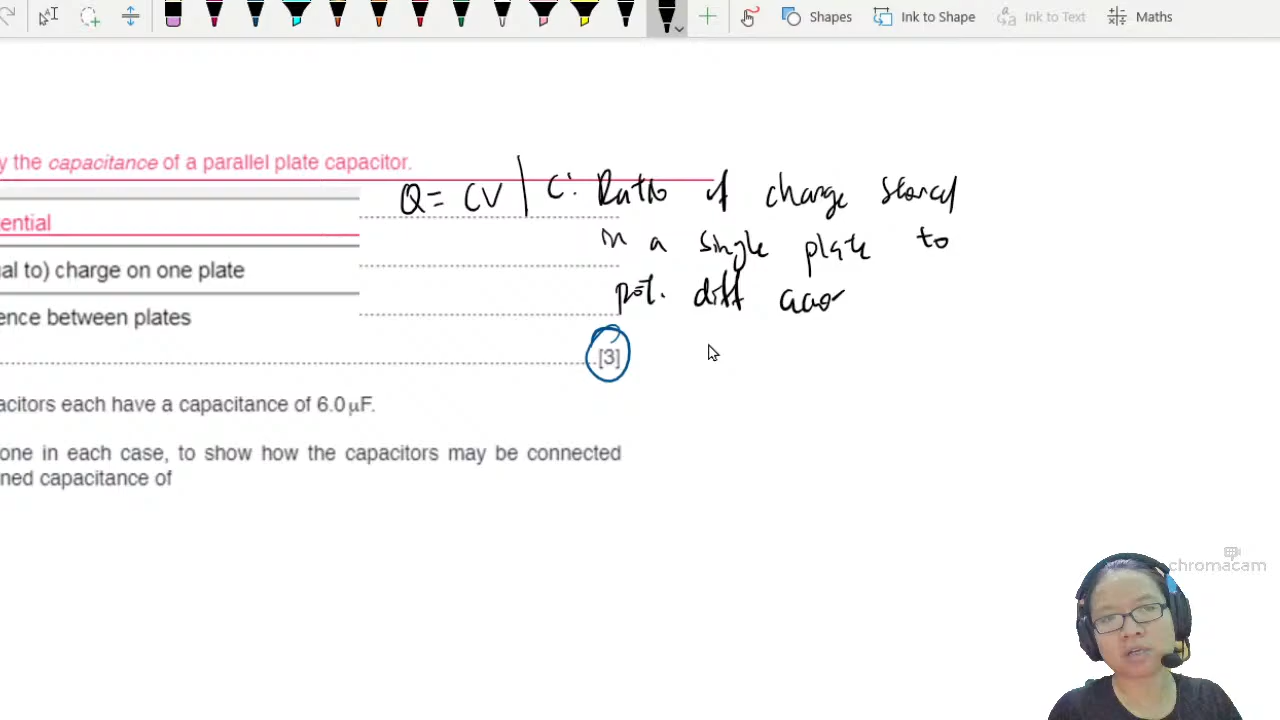 Shapes
Ink to Shape
Ink to Text
Maths
y the capacitance of a parallel plate capacitor.
Q = CV | C: Ratio of charge stored
ential
in a single plate to
al to) charge on one plate
pot. diff acor
ence between plates
[3]
acitors each have a capacitance of 6.0 μF.
one in each case, to show how the capacitors may be connected
ned capacitance of
chromacam